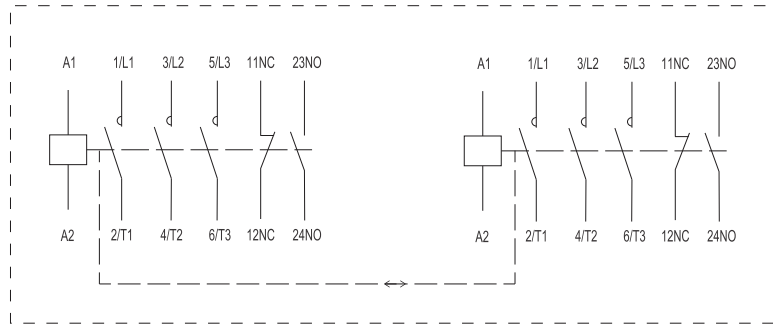 A1 1/L1 3/L2 5/L3 11NC 23NO A1 1/L1 3/L2 5/L3 11NC 23NO
A2 2/T1 4/T2 6/T3 12NC 24NO A2 2/T1 4/T2 6/T3 12NC 24NO